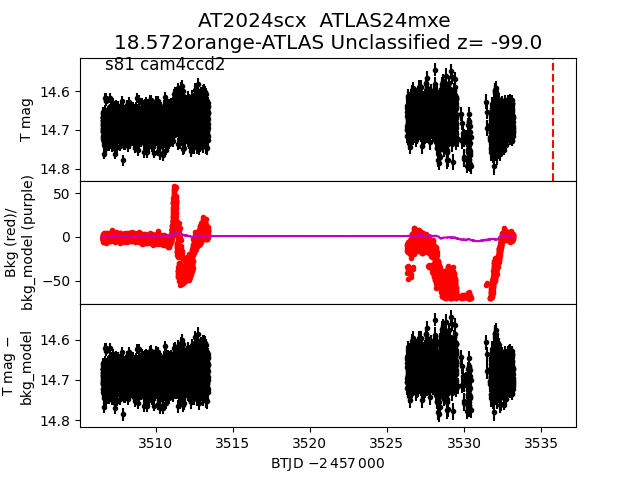 AT2024scx  ATLAS24mxe
18.572orange-ATLAS Unclassified z= -99.0
s81 cam4ccd2
T mag
14.6
14.7
14.8
Bkg (red)/
bkg_model (purple)
50
0
−50
T mag −
bkg_model
14.6
14.7
14.8
3510
3515
3520
3525
3530
3535
BTJD −2 457 000